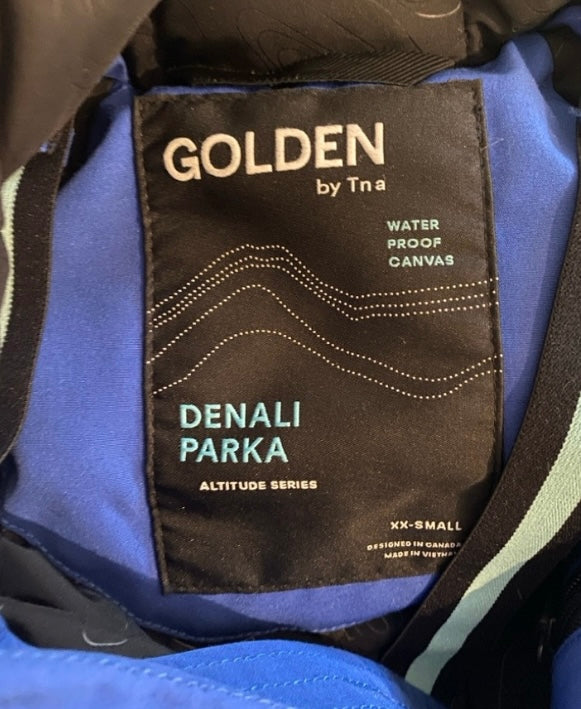 GOLDEN
by Tna
WATER
PROOF
CANVAS
DENALI
PARKA
ALTITUDE SERIES
XX-SMALL
DESIGNED IN CANADA
MADE IN VIETNAM